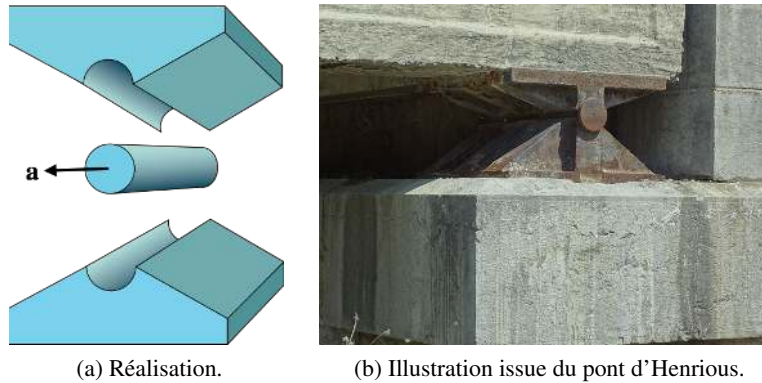 a
(a) Réalisation.
(b) Illustration issue du pont d'Henrious.